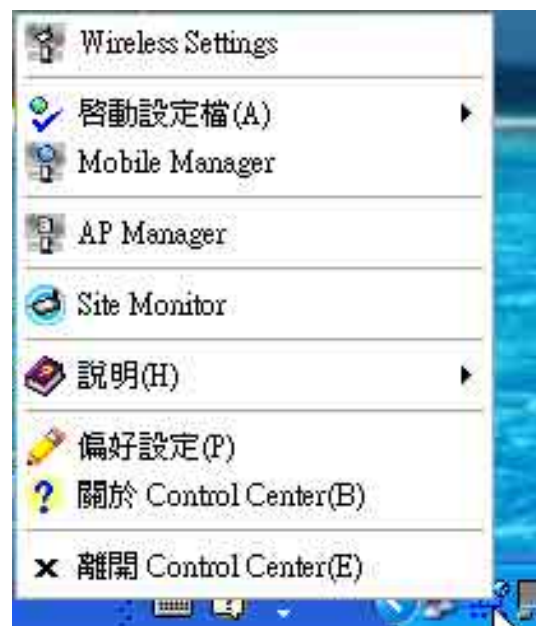 Wireless Settings
啓動設定檔(A)
Mobile Manager
AP Manager
Site Monitor
說明(H)
偏好設定(P)
關於 Control Center(B)
離開 Control Center(E)